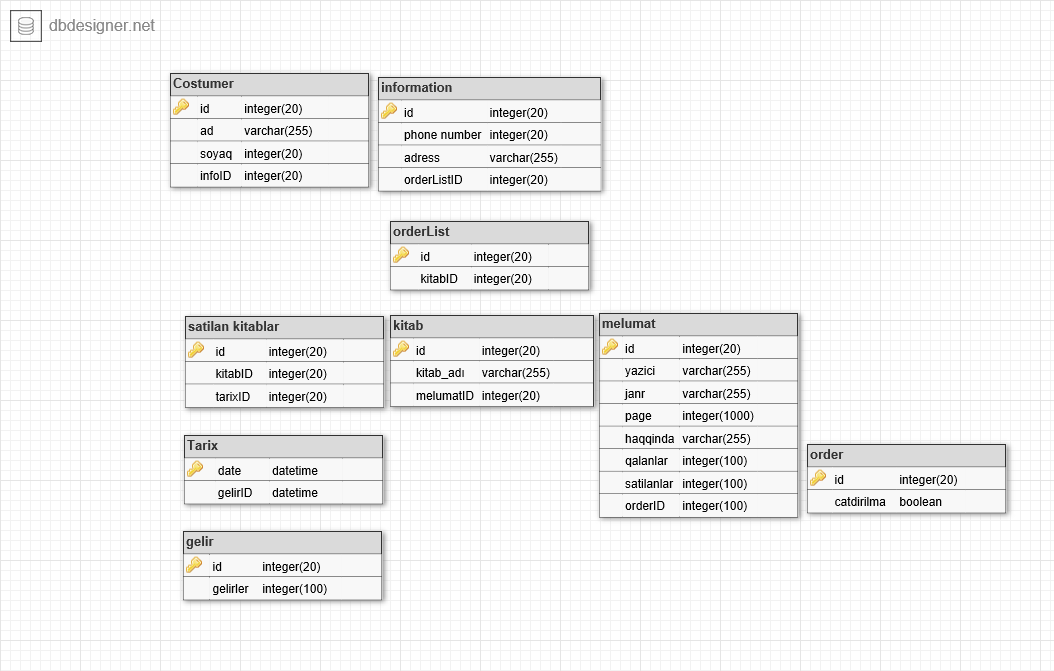 dbdesigner.net
Costumer
id integer(20)
ad varchar(255)
soyaq integer(20)
infoID integer(20)
information
id integer(20)
phone number integer(20)
adress varchar(255)
orderListID integer(20)
orderList
id integer(20)
kitabID integer(20)
satilan kitablar
id integer(20)
kitabID integer(20)
tarixID integer(20)
kitab
id integer(20)
kitab_adı varchar(255)
melumatID integer(20)
melumat
id integer(20)
yazici varchar(255)
janr varchar(255)
page integer(1000)
haqqinda varchar(255)
qalanlar integer(100)
satilanlar integer(100)
orderID integer(100)
order
id integer(20)
catdirilma boolean
Tarix
date datetime
gelirID datetime
gelir
id integer(20)
gelirler integer(100)